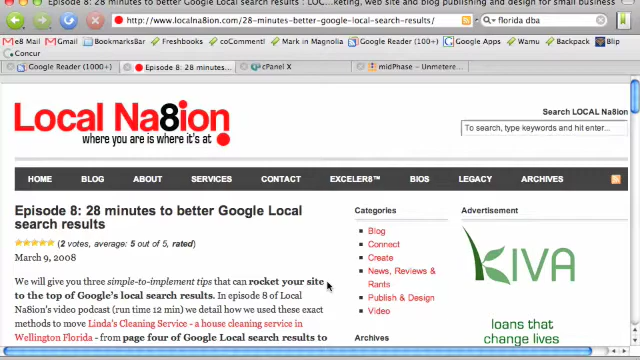 Episode 8: 28 minutes to better Google Local search results : LOC...keting, web site and blog publishing and design for small business
http://www.localna8ion.com/28-minutes-better-google-local-search-results/
florida dba
e8 Mail Gmail BookmarksBar Freshbooks coComment! Mark in Magnolia Google Reader (100+) Google Apps Wamu Backpack Blip
Concur
Google Reader (1000+) Episode 8: 28 minutes to better... cPanel X midPhase - Unmetere...
Local Na8ion
where you are is where it's at
Search LOCAL Na8ion
To search, type keywords and hit enter...
HOME BLOG ABOUT SERVICES CONTACT EXCELER8™ BIOS LEGACY ARCHIVES
Episode 8: 28 minutes to better Google Local
search results
(2 votes, average: 5 out of 5, rated)
March 9, 2008
We will give you three simple-to-implement tips that can rocket your site
to the top of Google's local search results. In episode 8 of Local
Na8ion's video podcast (run time 12 min) we detail how we used these exact
methods to move Linda's Cleaning Service - a house cleaning service in
Wellington Florida - from page four of Google Local search results to
Categories
Blog
Connect
Create
News, Reviews &
Rants
Publish & Design
Video
Archives
Advertisement
KIVA
loans that
change lives